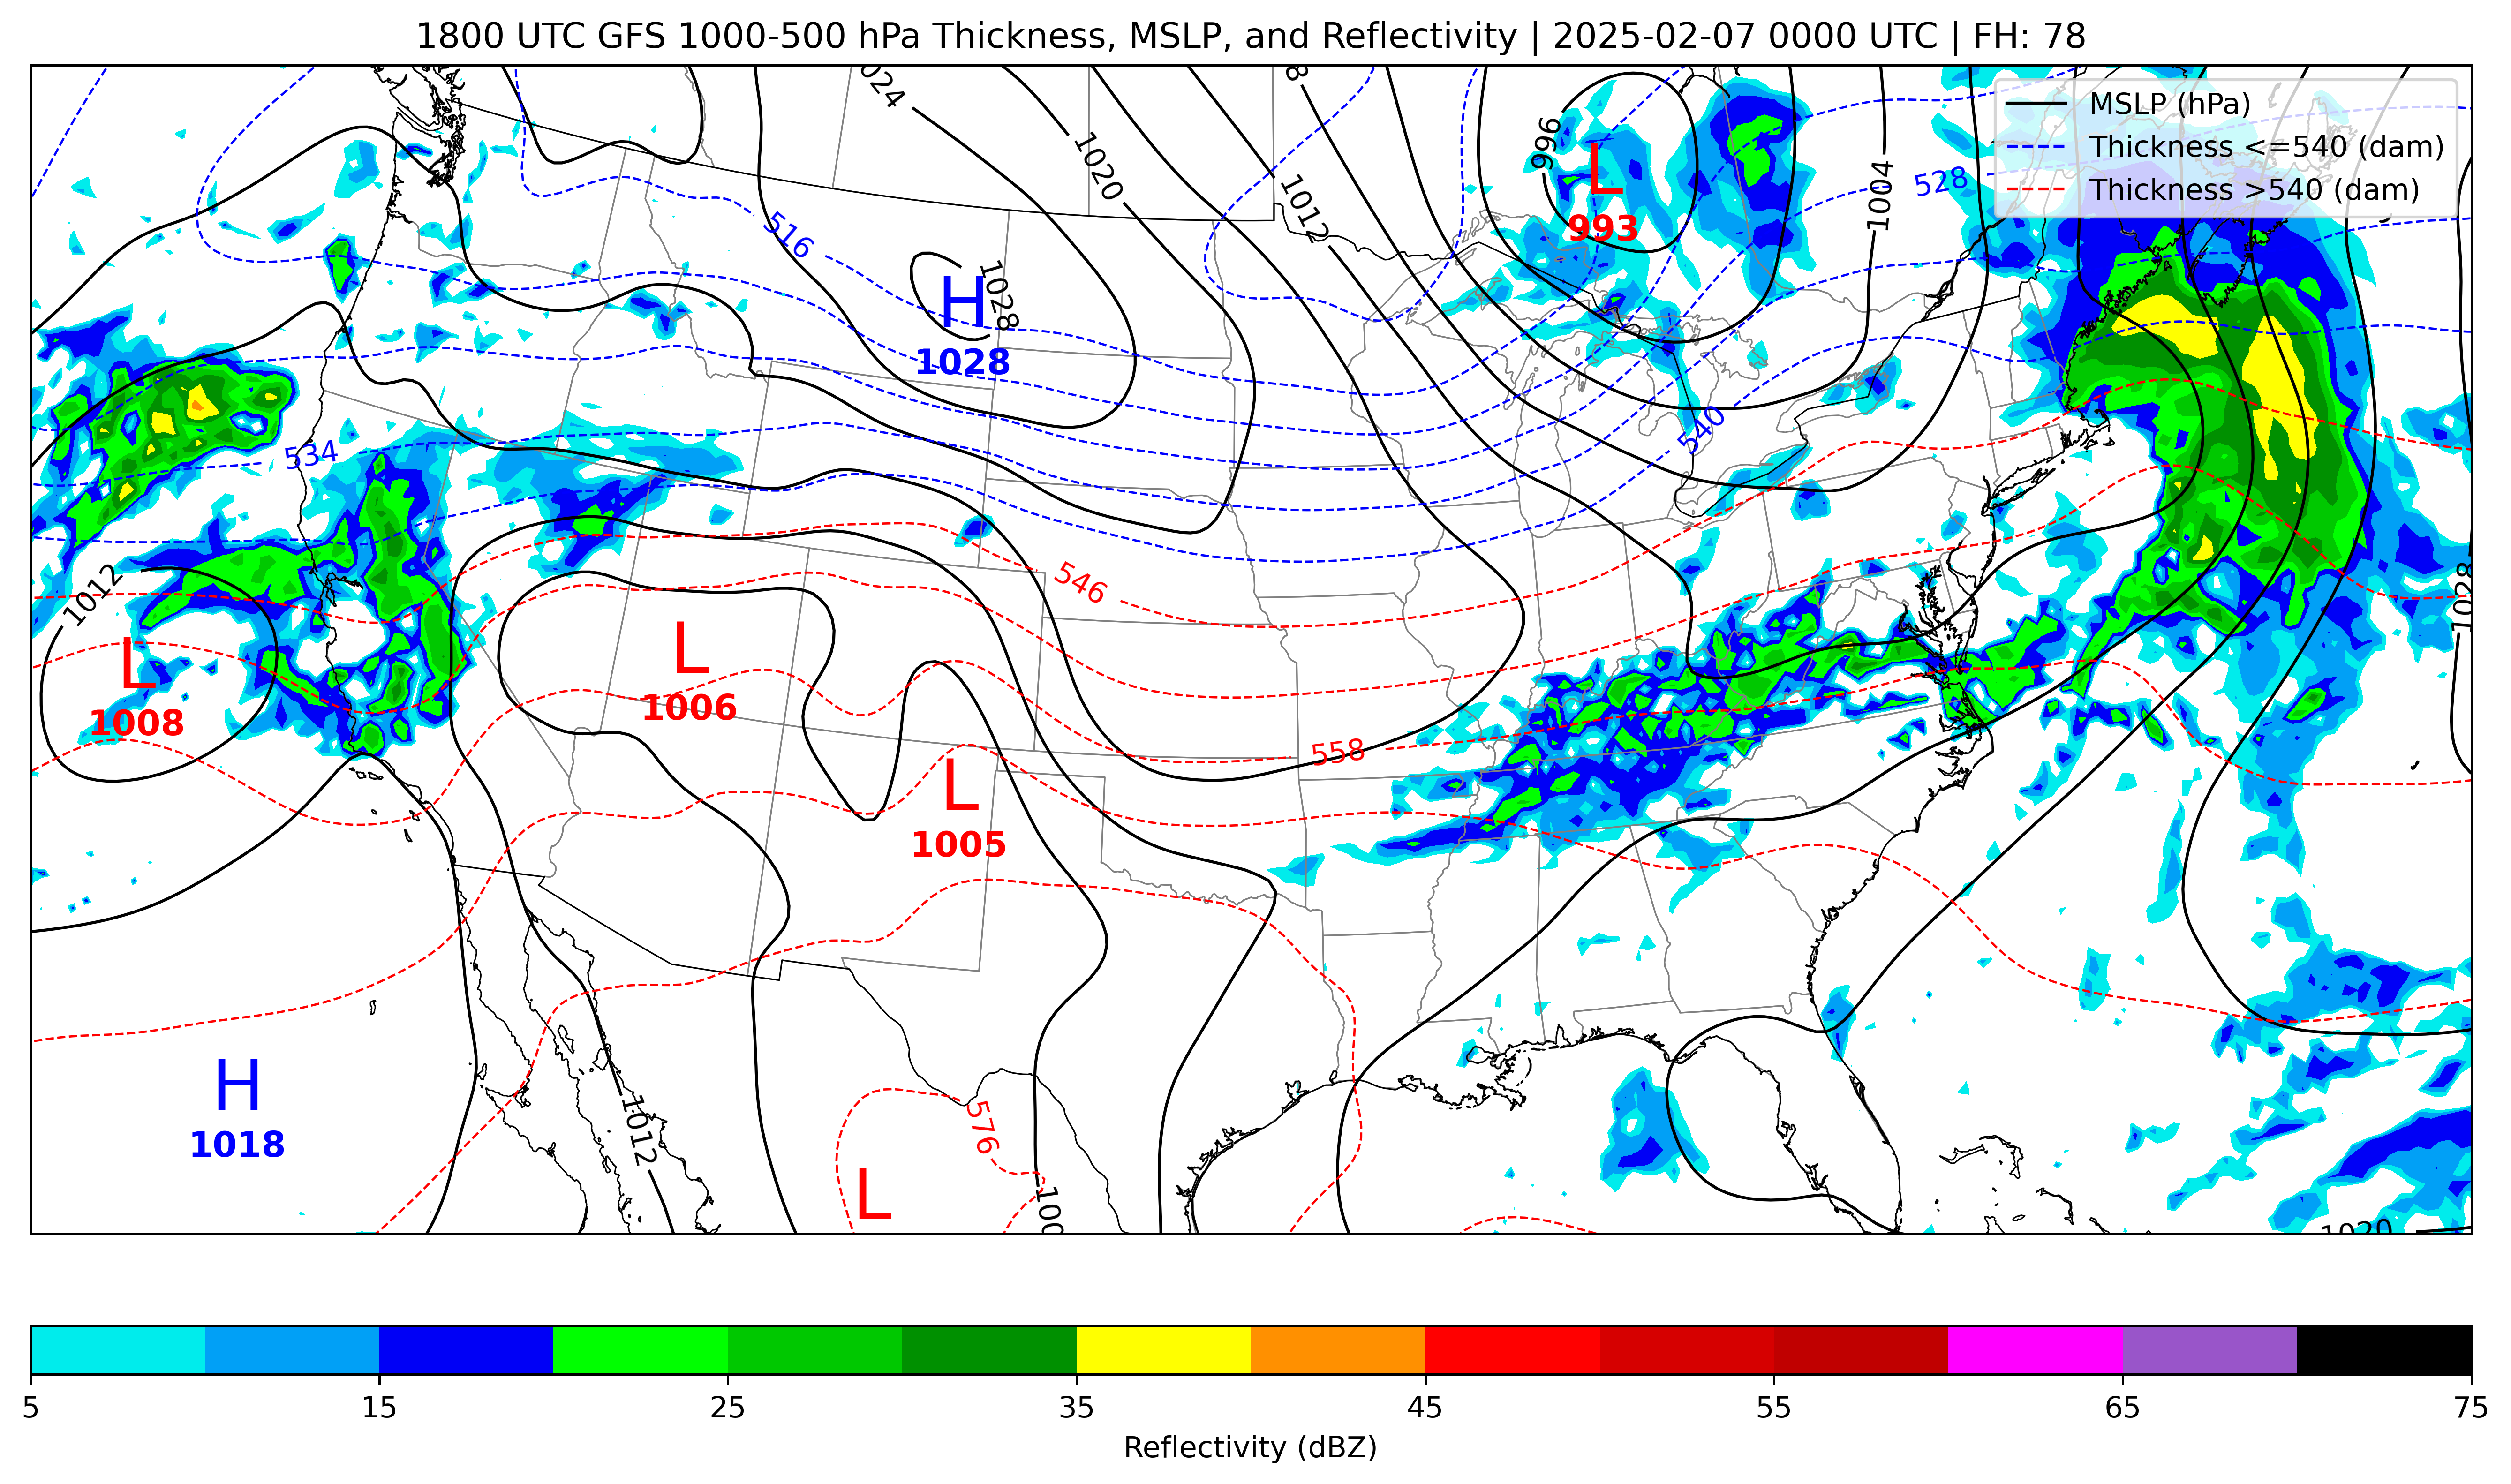 1800 UTC GFS 1000-500 hPa Thickness, MSLP, and Reflectivity | 2025-02-07 0000 UTC | FH: 78
MSLP (hPa)
Thickness <=540 (dam)
Thickness >540 (dam)
1020
996
L
993
1004
528
1012
516
H
1028
1028
540
534
546
1012
1028
L
1008
L
1006
558
L
1005
H
1018
1012
576
L
1020
5
15
25
35
45
55
65
75
Reflectivity (dBZ)